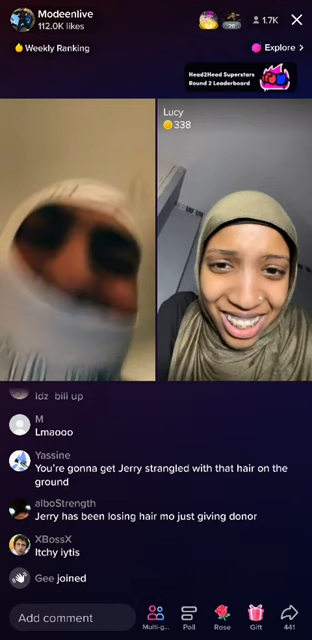 Modeenlive
112.0K likes
20
1.7K
Weekly Ranking
Explore >
Head2Head Superstars
Round 2 Leaderboard
Lucy
338
Idz bill up
M
Lmaooo
Yassine
You're gonna get Jerry strangled with that hair on the
ground
alboStrength
Jerry has been losing hair mo just giving donor
XBossX
Itchy iytis
Gee joined
Add comment
Multi-g...
Poll
Rose
Gift
441